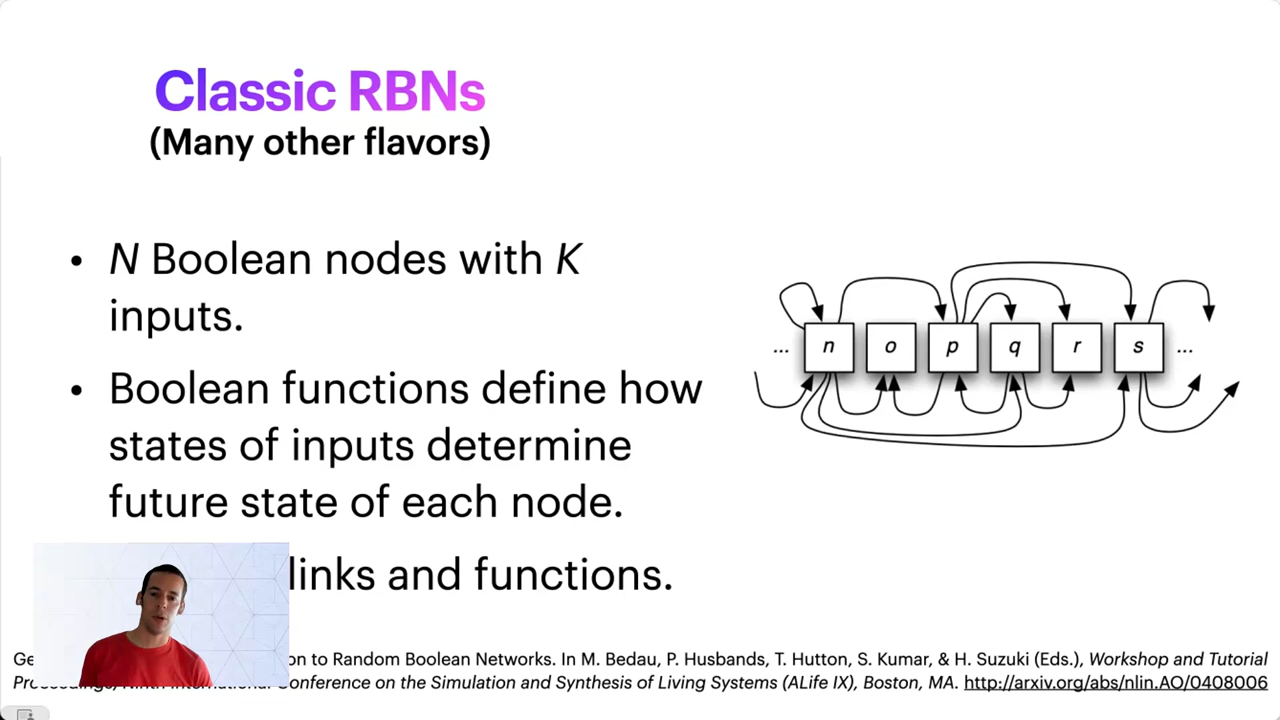 Classic RBNs
(Many other flavors)
• N Boolean nodes with K
inputs.
• Boolean functions define how
states of inputs determine
future state of each node.
links and functions.
... n o p q r s ...
to Random Boolean Networks. In M. Bedau, P. Husbands, T. Hutton, S. Kumar, & H. Suzuki (Eds.), Workshop and Tutorial
Conference on the Simulation and Synthesis of Living Systems (ALife IX), Boston, MA. http://arxiv.org/abs/nlin.AO/0408006